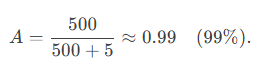 A = 500 / (500 + 5) ≈ 0.99 (99%).